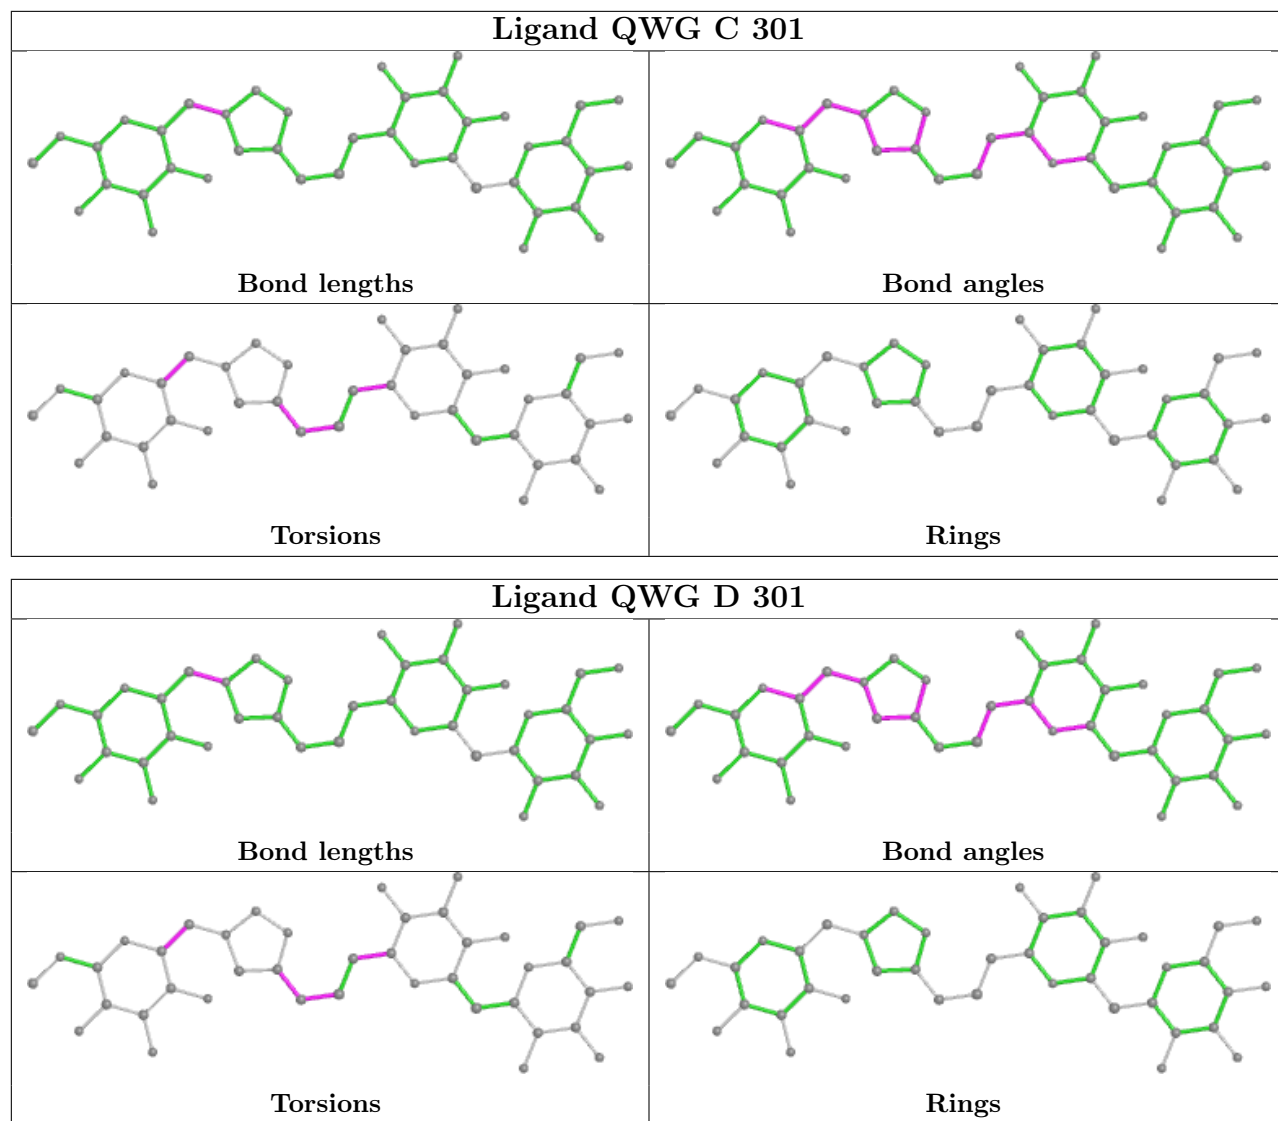 Ligand QWG C 301
Bond lengths
Bond angles
Torsions
Rings
Ligand QWG D 301
Bond lengths
Bond angles
Torsions
Rings